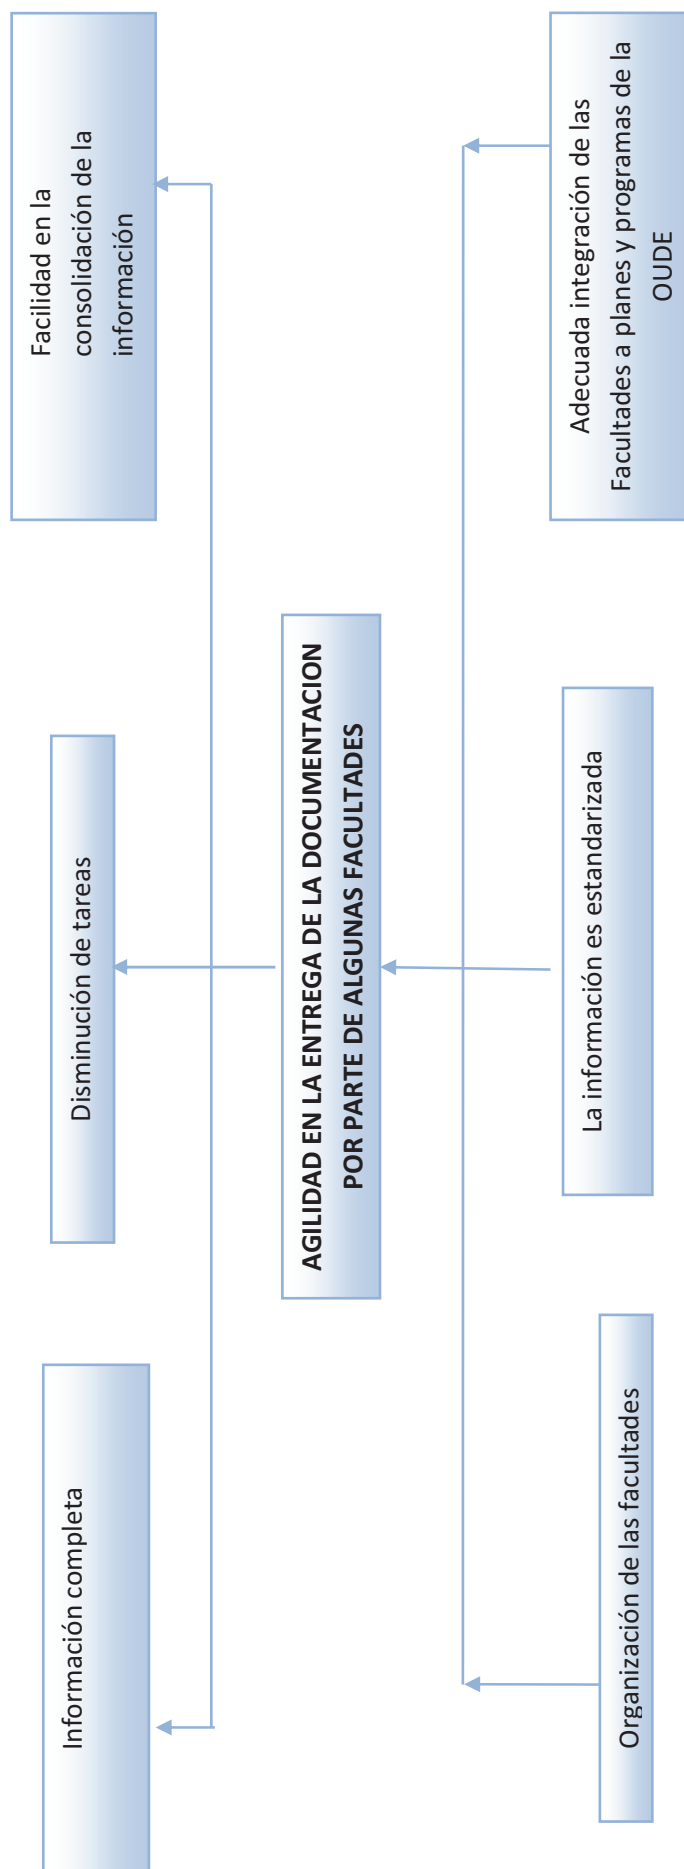 Información completa
Disminución de tareas
Facilidad en la
consolidación de la
información
AGILIDAD EN LA ENTREGA DE LA DOCUMENTACION
POR PARTE DE ALGUNAS FACULTADES
Organización de las facultades
La información es estandarizada
Adecuada integración de las
Facultades a planes y programas de la
OUDE